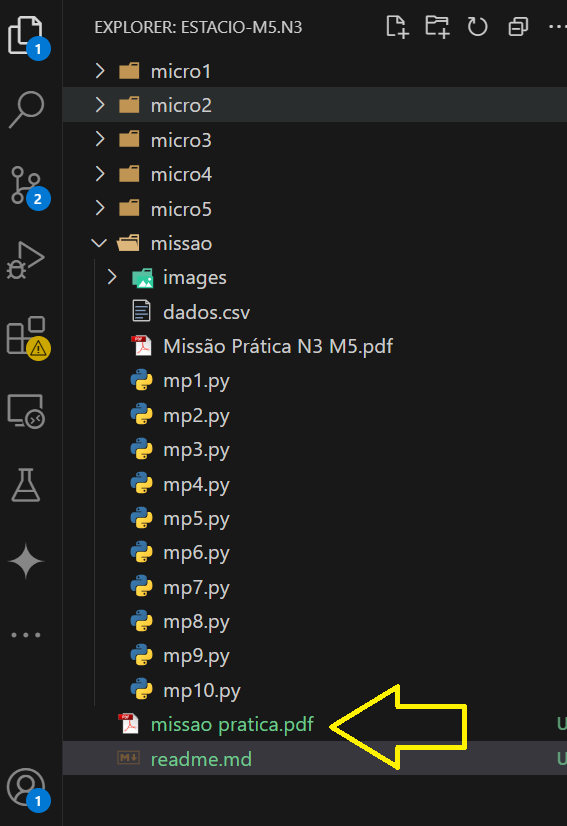 EXPLORER: ESTACIO-M5.N3
micro1
micro2
micro3
micro4
micro5
missao
images
dados.csv
Missão Prática N3 M5.pdf
mp1.py
mp2.py
mp3.py
mp4.py
mp5.py
mp6.py
mp7.py
mp8.py
mp9.py
mp10.py
missao pratica.pdf
U
readme.md
U
1
2
1